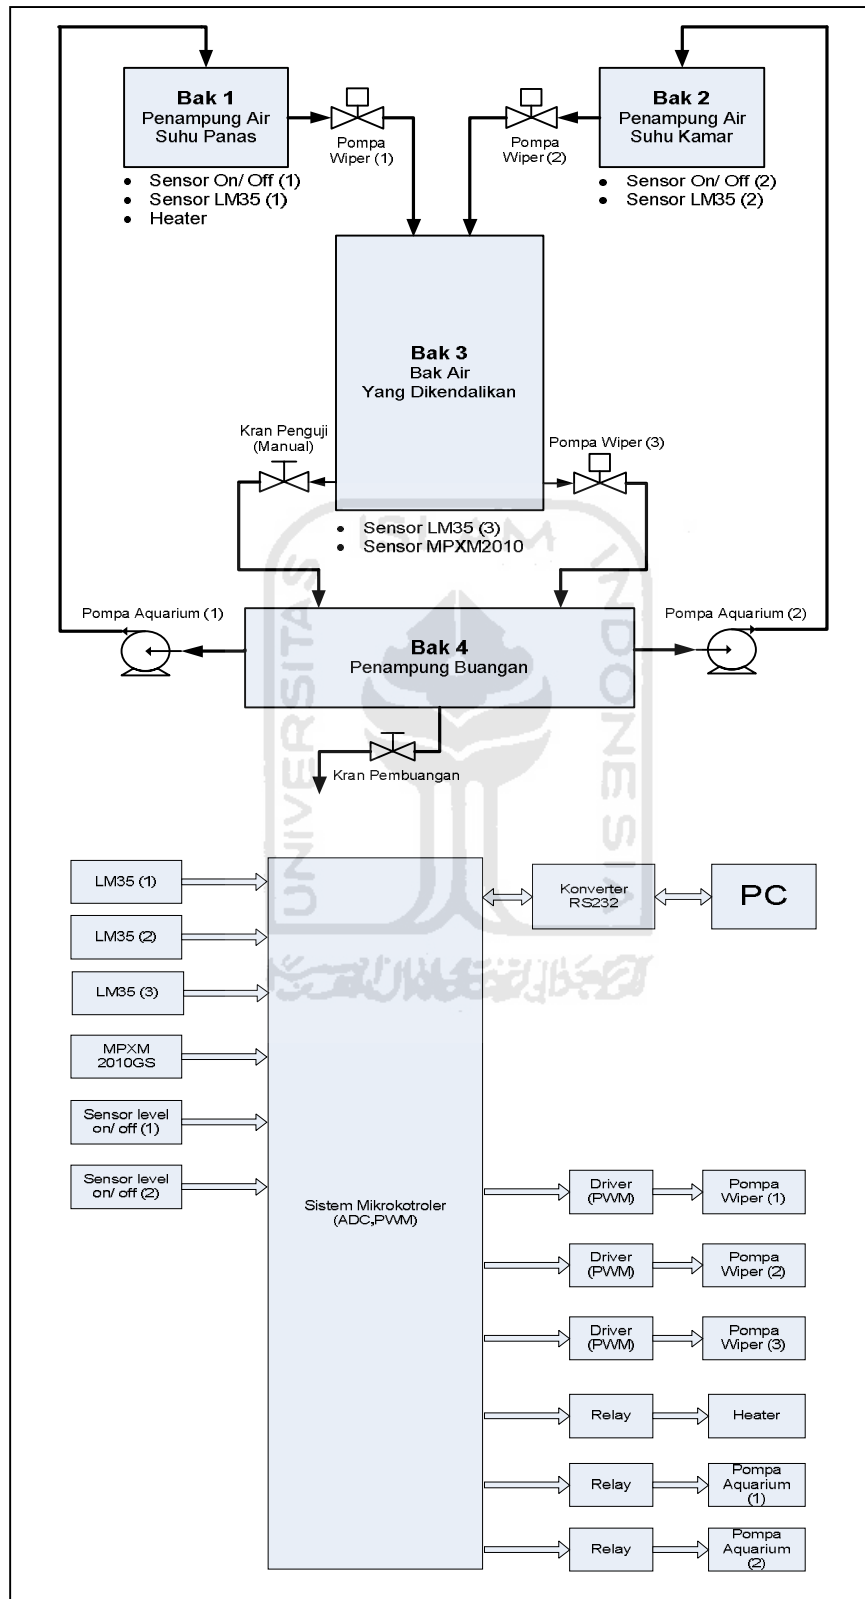 Bak 1
Penampung Air
Suhu Panas
Pompa
Wiper (1)
Pompa
Wiper (2)
Bak 2
Penampung Air
Suhu Kamar
• Sensor On/ Off (1)
• Sensor LM35 (1)
• Heater
• Sensor On/ Off (2)
• Sensor LM35 (2)
Bak 3
Bak Air
Yang Dikendalikan
Kran Penguji
(Manual)
Pompa Wiper (3)
• Sensor LM35 (3)
• Sensor MPXM2010
Pompa Aquarium (1)
Pompa Aquarium (2)
Bak 4
Penampung Buangan
Kran Pembuangan
UNIVERSITAS
ISLAM
INDONESIA
LM35 (1)
LM35 (2)
LM35 (3)
MPXM
2010GS
Sensor level
on/ off (1)
Sensor level
on/ off (2)
Sistem Mikrokotroler
(ADC,PWM)
Konverter
RS232
PC
Driver
(PWM)
Pompa
Wiper (1)
Driver
(PWM)
Pompa
Wiper (2)
Driver
(PWM)
Pompa
Wiper (3)
Relay
Heater
Relay
Pompa
Aquarium
(1)
Relay
Pompa
Aquarium
(2)